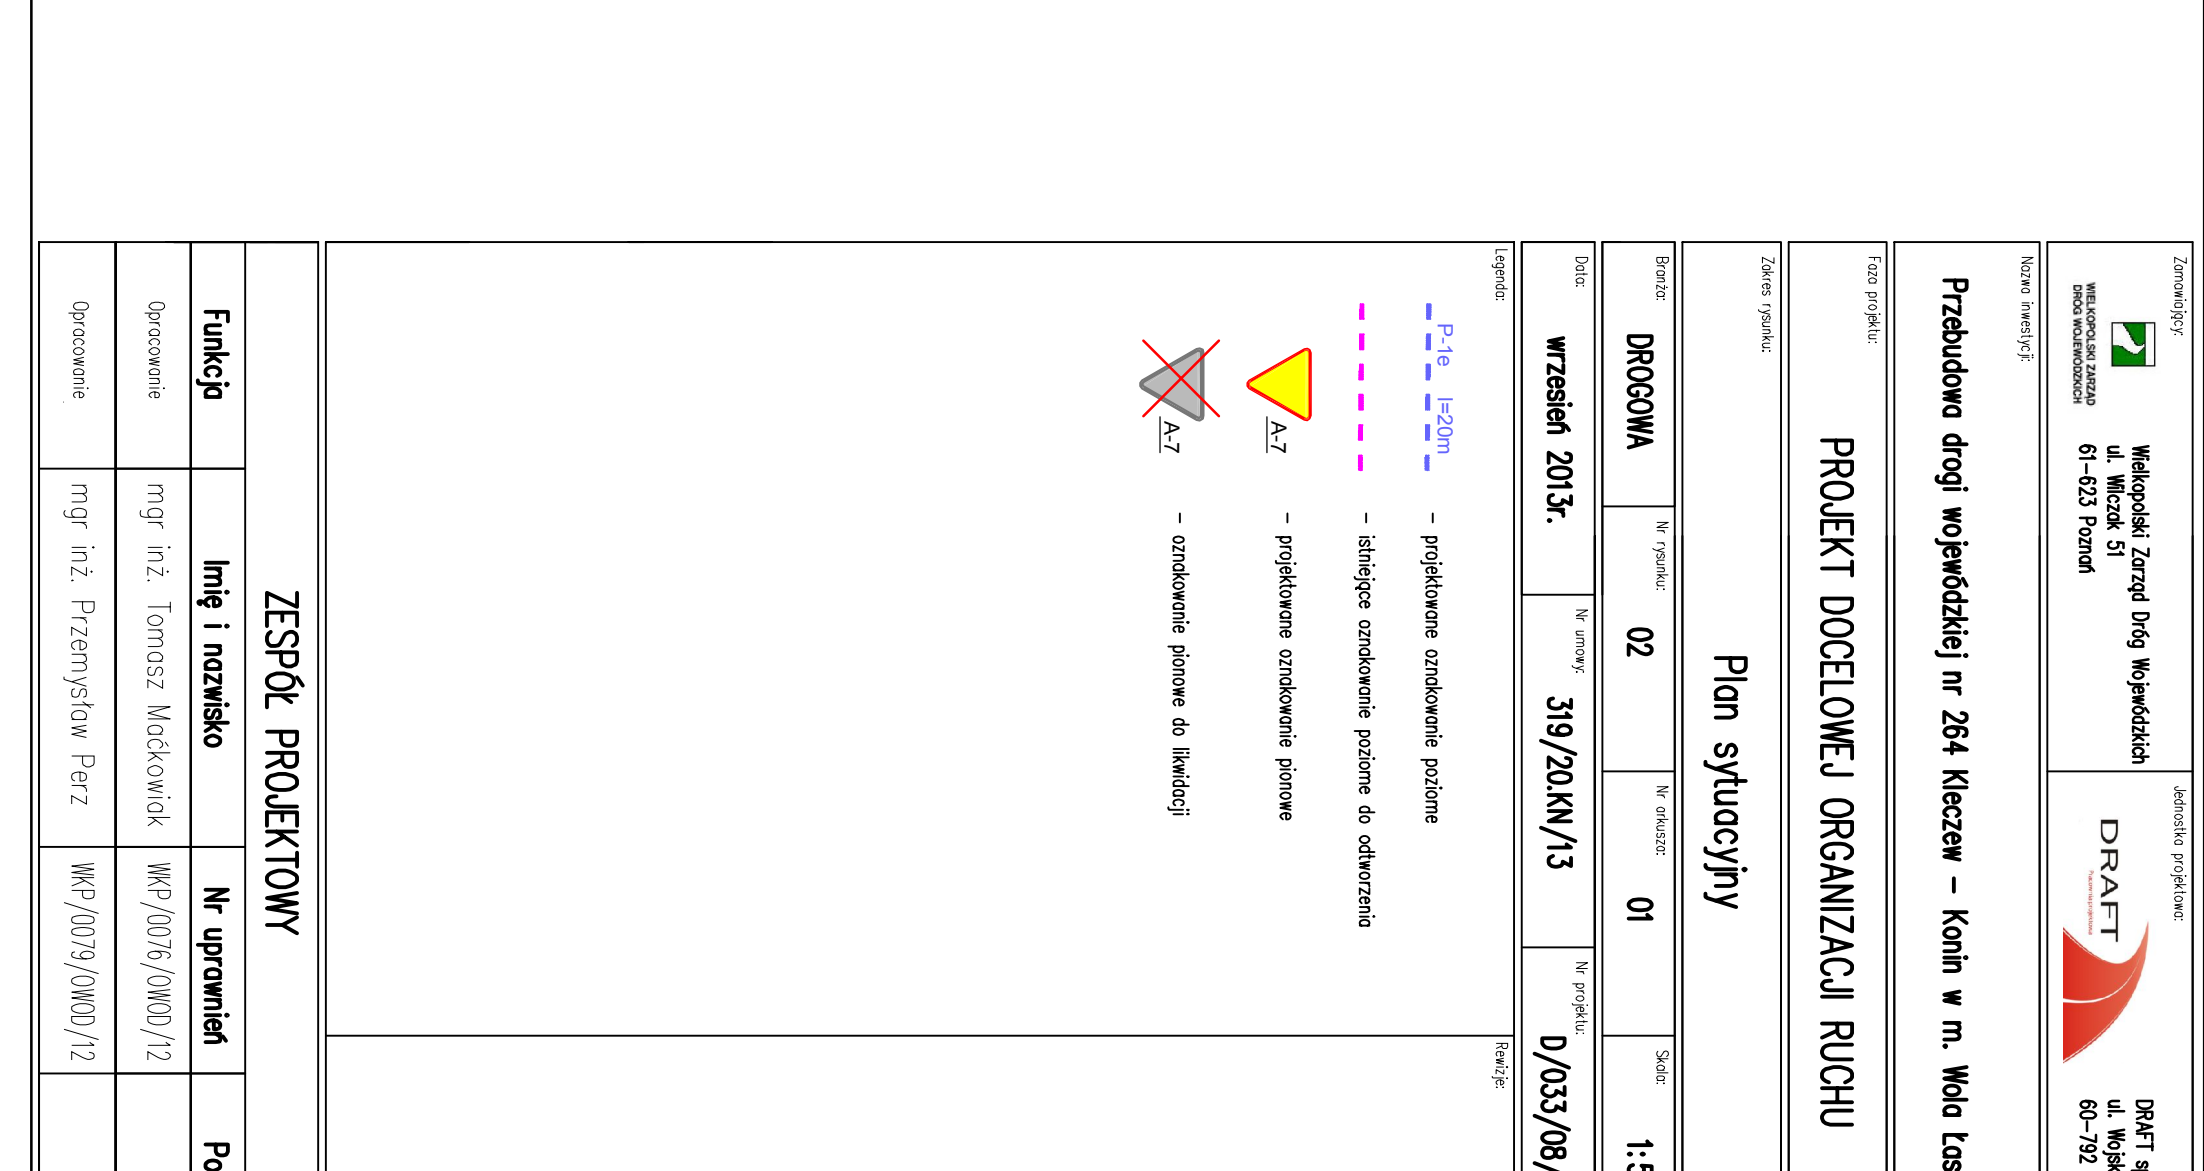 Zamawiający:
WIELKOPOLSKI ZARZĄD
DRÓG WOJEWÓDZKICH
Wielkopolski Zarząd Dróg Wojewódzkich
ul. Wilczak 51
61-623 Poznań
Jednostka projektowa:
DRAFT
ul.
60-792
Nazwa inwestycji:
Przebudowa drogi wojewódzkiej nr 264 Kleczew – Konin w m. Wola
Faza projektu:
PROJEKT DOCELOWEJ ORGANIZACJI RUCHU
Zakres rysunku:
Plan sytuacyjny
Branża:
DROGOWA
Nr rysunku:
02
Nr arkusza:
01
Skala:
Data:
wrzesień 2013r.
Nr umowy:
319/20.KN/13
Nr projektu:
D/033/08/
Legenda:
P-1e l=20m
– projektowane oznakowanie poziome
– istniejące oznakowanie poziome do odtworzenia
A-7
– projektowane oznakowanie pionowe
A-7
– oznakowanie pionowe do likwidacji
Rewizje:
ZESPÓŁ PROJEKTOWY
Funkcja
Imię i nazwisko
Nr uprawnień
Opracowanie
mgr inż. Tomasz Maćkowiak
WKP/0076/OWOD/12
Opracowanie
mgr inż. Przemysław Perz
WKP/0079/OWOD/12